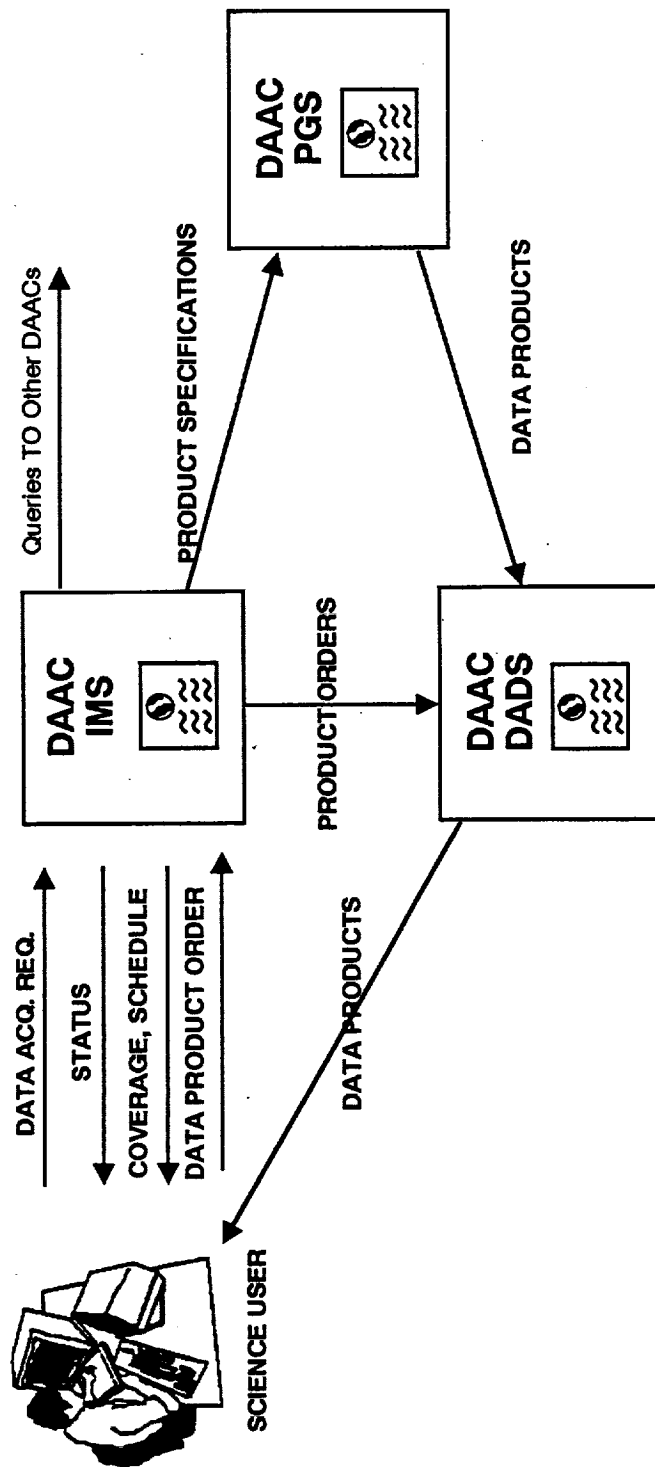 Queries TO Other DAACs
DATA ACQ. REQ.
STATUS
COVERAGE, SCHEDULE
DATA PRODUCT ORDER
DAAC
IMS
PRODUCT SPECIFICATIONS
DAAC
PGS
SCIENCE USER
DATA PRODUCTS
PRODUCT ORDERS
DATA PRODUCTS
DAAC
DADS